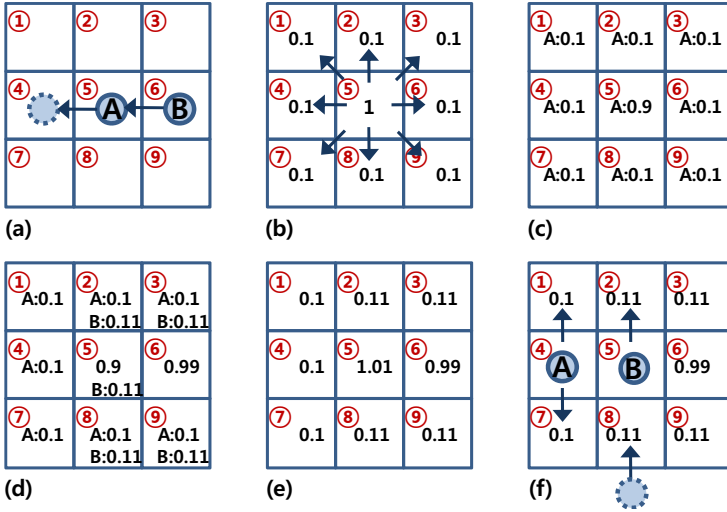 ① ② ③
④ ⑤ A ⑥ B
⑦ ⑧ ⑨
(a)
① 0.1 ② 0.1 ③ 0.1
④ 0.1 ⑤ 1 ⑥ 0.1
⑦ 0.1 ⑧ 0.1 ⑨ 0.1
(b)
① A:0.1 ② A:0.1 ③ A:0.1
④ A:0.1 ⑤ A:0.9 ⑥ A:0.1
⑦ A:0.1 ⑧ A:0.1 ⑨ A:0.1
(c)
① ② ③
A:0.1 A:0.1 A:0.1
B:0.11 B:0.11
④ ⑤ ⑥
A:0.1 0.9 0.99
B:0.11
⑦ ⑧ ⑨
A:0.1 A:0.1 A:0.1
B:0.11 B:0.11
(d)
① 0.1 ② 0.11 ③ 0.11
④ 0.1 ⑤ 1.01 ⑥ 0.99
⑦ 0.1 ⑧ 0.11 ⑨ 0.11
(e)
① 0.1 ② 0.11 ③ 0.11
④ A ⑤ B ⑥ 0.99
⑦ 0.1 ⑧ 0.11 ⑨ 0.11
(f)